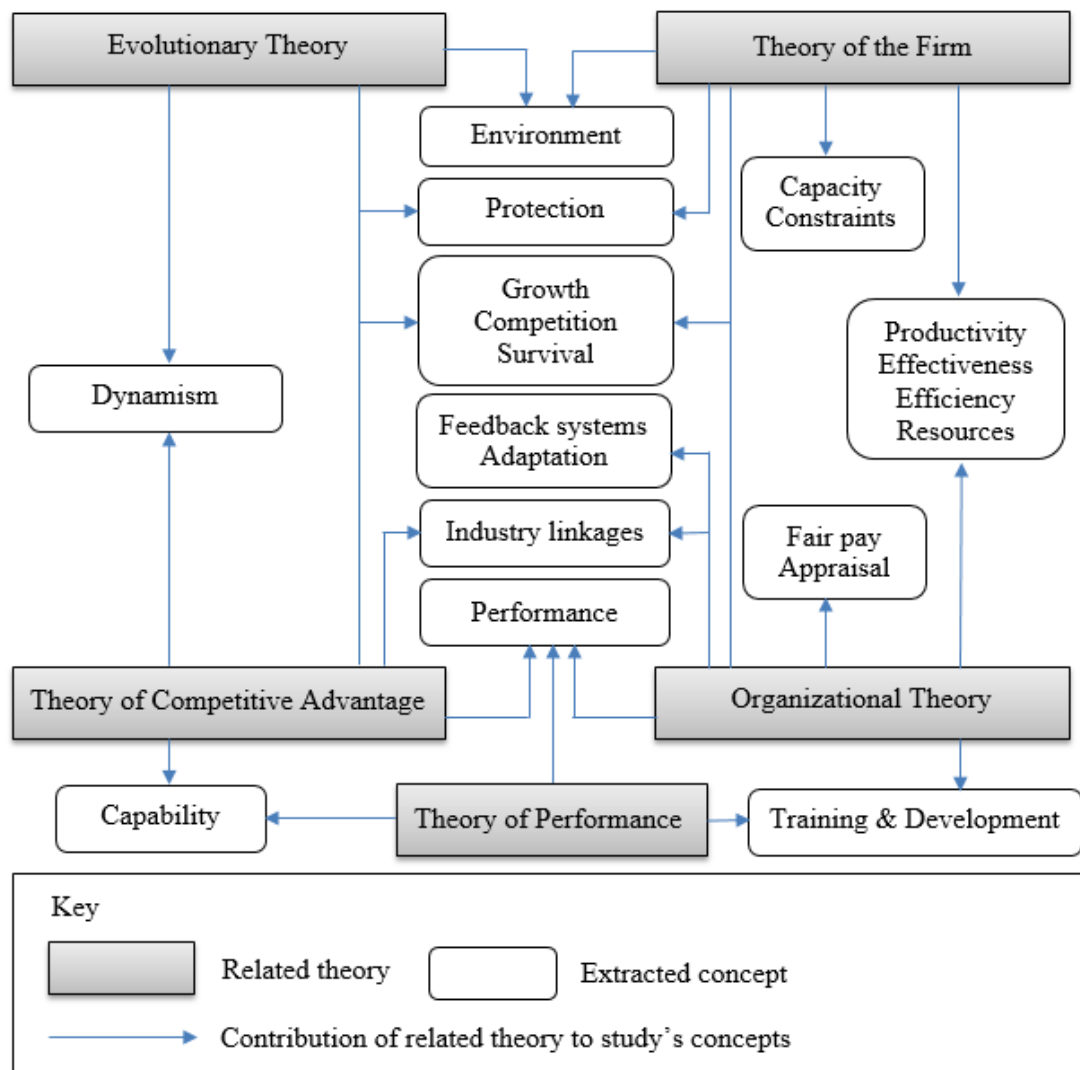 Evolutionary Theory
Theory of the Firm
Environment
Protection
Capacity
Constraints
Growth
Competition
Survival
Productivity
Effectiveness
Efficiency
Resources
Dynamism
Feedback systems
Adaptation
Industry linkages
Fair pay
Appraisal
Performance
Theory of Competitive Advantage
Organizational Theory
Capability
Theory of Performance
Training & Development
Key
Related theory
Extracted concept
Contribution of related theory to study’s concepts